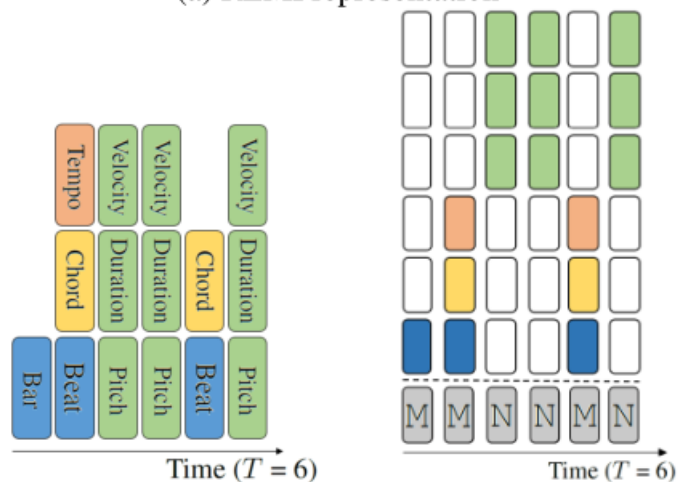 Tempo Velocity Velocity Velocity
Chord Duration Duration Chord Duration
Bar Beat Pitch Pitch Beat Pitch
Time (T = 6)
M M N N M N
Time (T = 6)